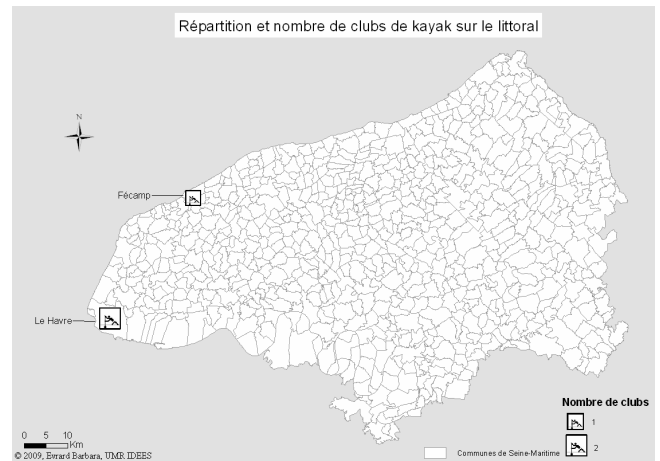 Répartition et nombre de clubs de kayak sur le littoral
N
Fécamp
Le Havre
Nombre de clubs
1
2
0 5 10
Km
Communes de Seine-Maritime
© 2009, Evrard Barbara, UMR IDEES